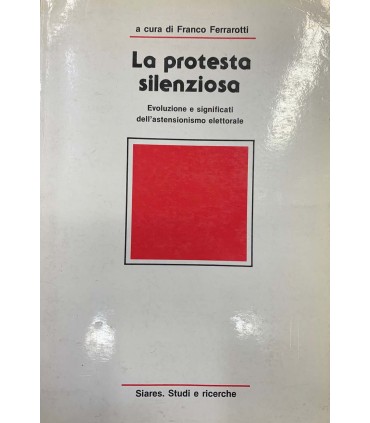 a cura di Franco Ferrarotti
La protesta
silenziosa
Evoluzione e significati
dell'astensionismo elettorale
Siares. Studi e ricerche